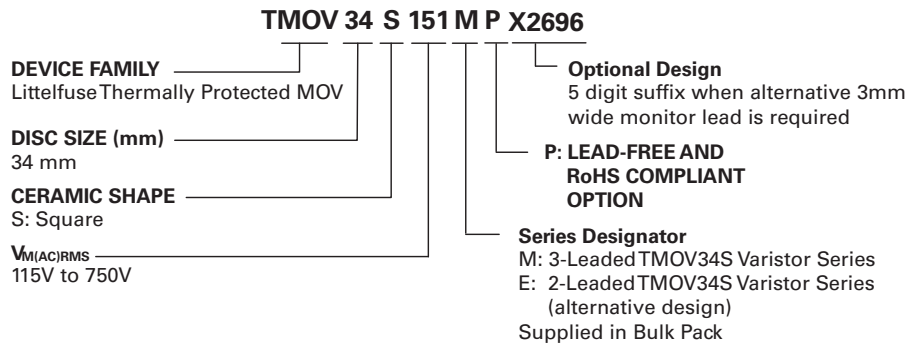 TMOV 34 S 151 M P X2696
DEVICE FAMILY
Littelfuse Thermally Protected MOV
DISC SIZE (mm)
34 mm
CERAMIC SHAPE
S: Square
VM(AC)RMS
115V to 750V
Optional Design
5 digit suffix when alternative 3mm
wide monitor lead is required
P: LEAD-FREE AND
RoHS COMPLIANT
OPTION
Series Designator
M: 3-Leaded TMOV34S Varistor Series
E: 2-Leaded TMOV34S Varistor Series
(alternative design)
Supplied in Bulk Pack